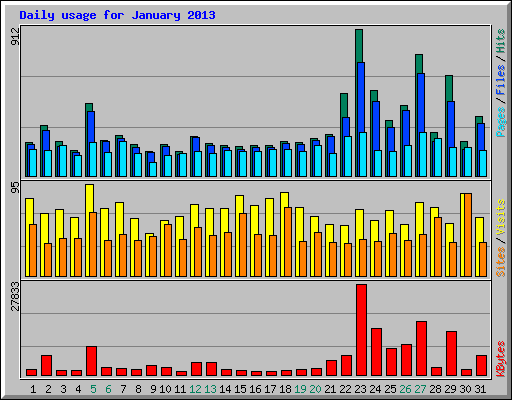 Daily usage for January 2013
912
Pages / Files / Hits
95
Sites / Visits
27833
KBytes
1 2 3 4 5 6 7 8 9 10 11 12 13 14 15 16 17 18 19 20 21 22 23 24 25 26 27 28 29 30 31